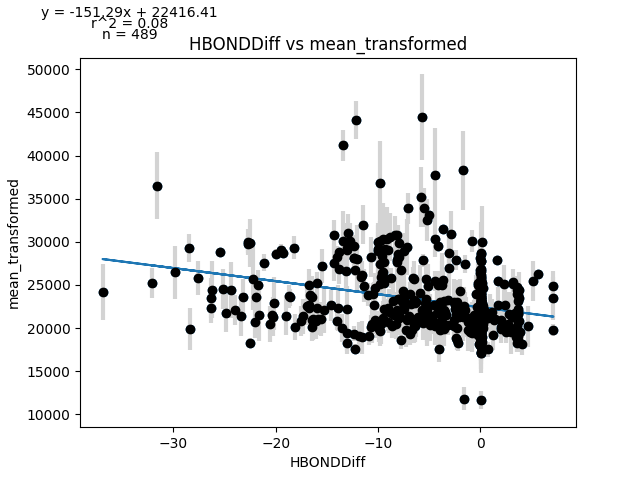 y = -151.29x + 22416.41
r^2 = 0.08
n = 489
HBONDDiff vs mean_transformed
50000
45000
40000
35000
30000
25000
20000
15000
10000
mean_transformed
−30
−20
−10
0
HBONDDiff